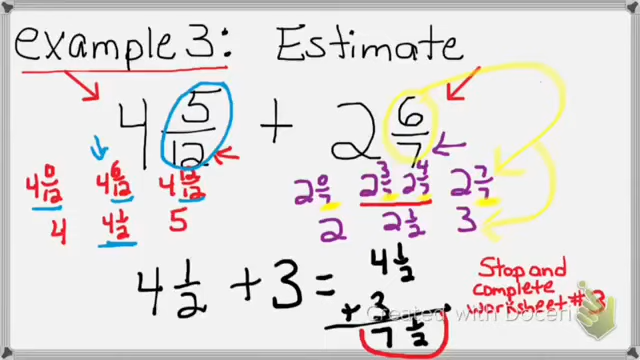 example 3: Estimate
4 5/12 + 2 6/7
4 0/12 4 6/12 4 12/12 2 0/7 2 3/7 2 4/7 2 7/7
4 4 1/2 5 2 2 1/2 3
4 1/2 + 3 = 4 1/2
+ 3
7 1/2
Stop and
complete
worksheet #3
Created with Doceri